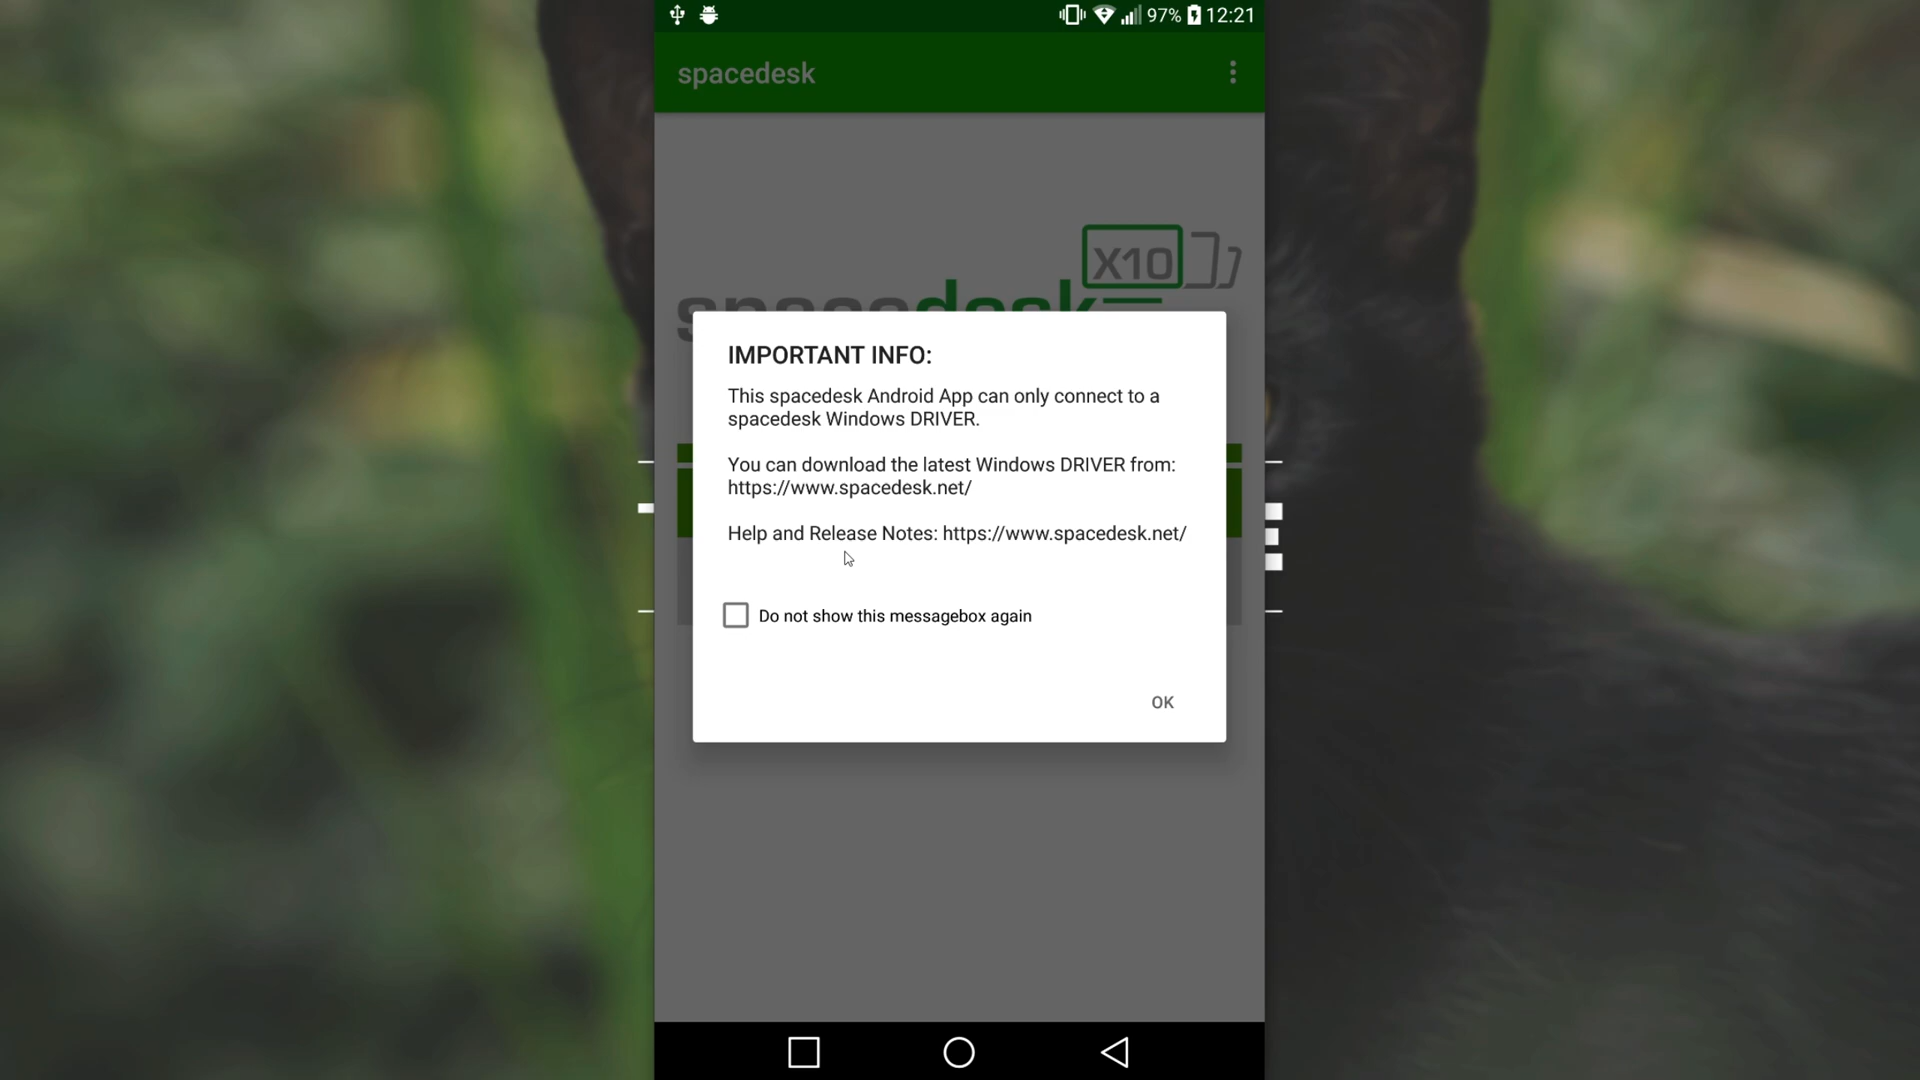 97% 12:21
spacedesk
X10
spacedesk
IMPORTANT INFO:
This spacedesk Android App can only connect to a
spacedesk Windows DRIVER.
You can download the latest Windows DRIVER from:
https://www.spacedesk.net/
Help and Release Notes: https://www.spacedesk.net/
Do not show this messagebox again
OK